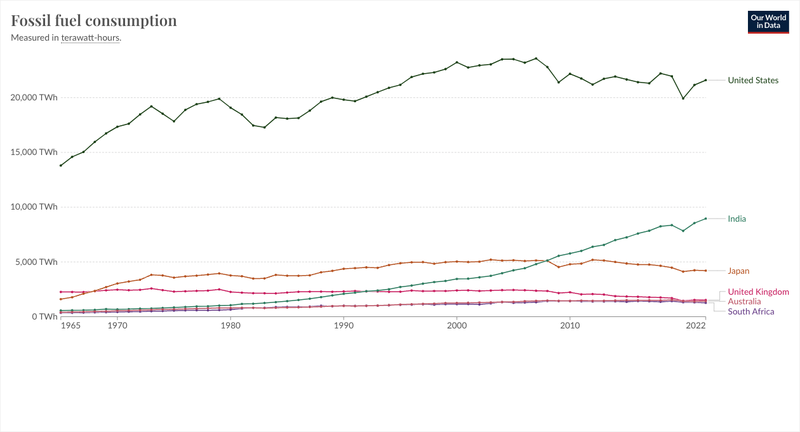 Fossil fuel consumption
Measured in terawatt-hours.
Our World
in Data
20,000 TWh
15,000 TWh
10,000 TWh
5,000 TWh
0 TWh
1965
1970
1980
1990
2000
2010
2022
United States
India
Japan
United Kingdom
Australia
South Africa